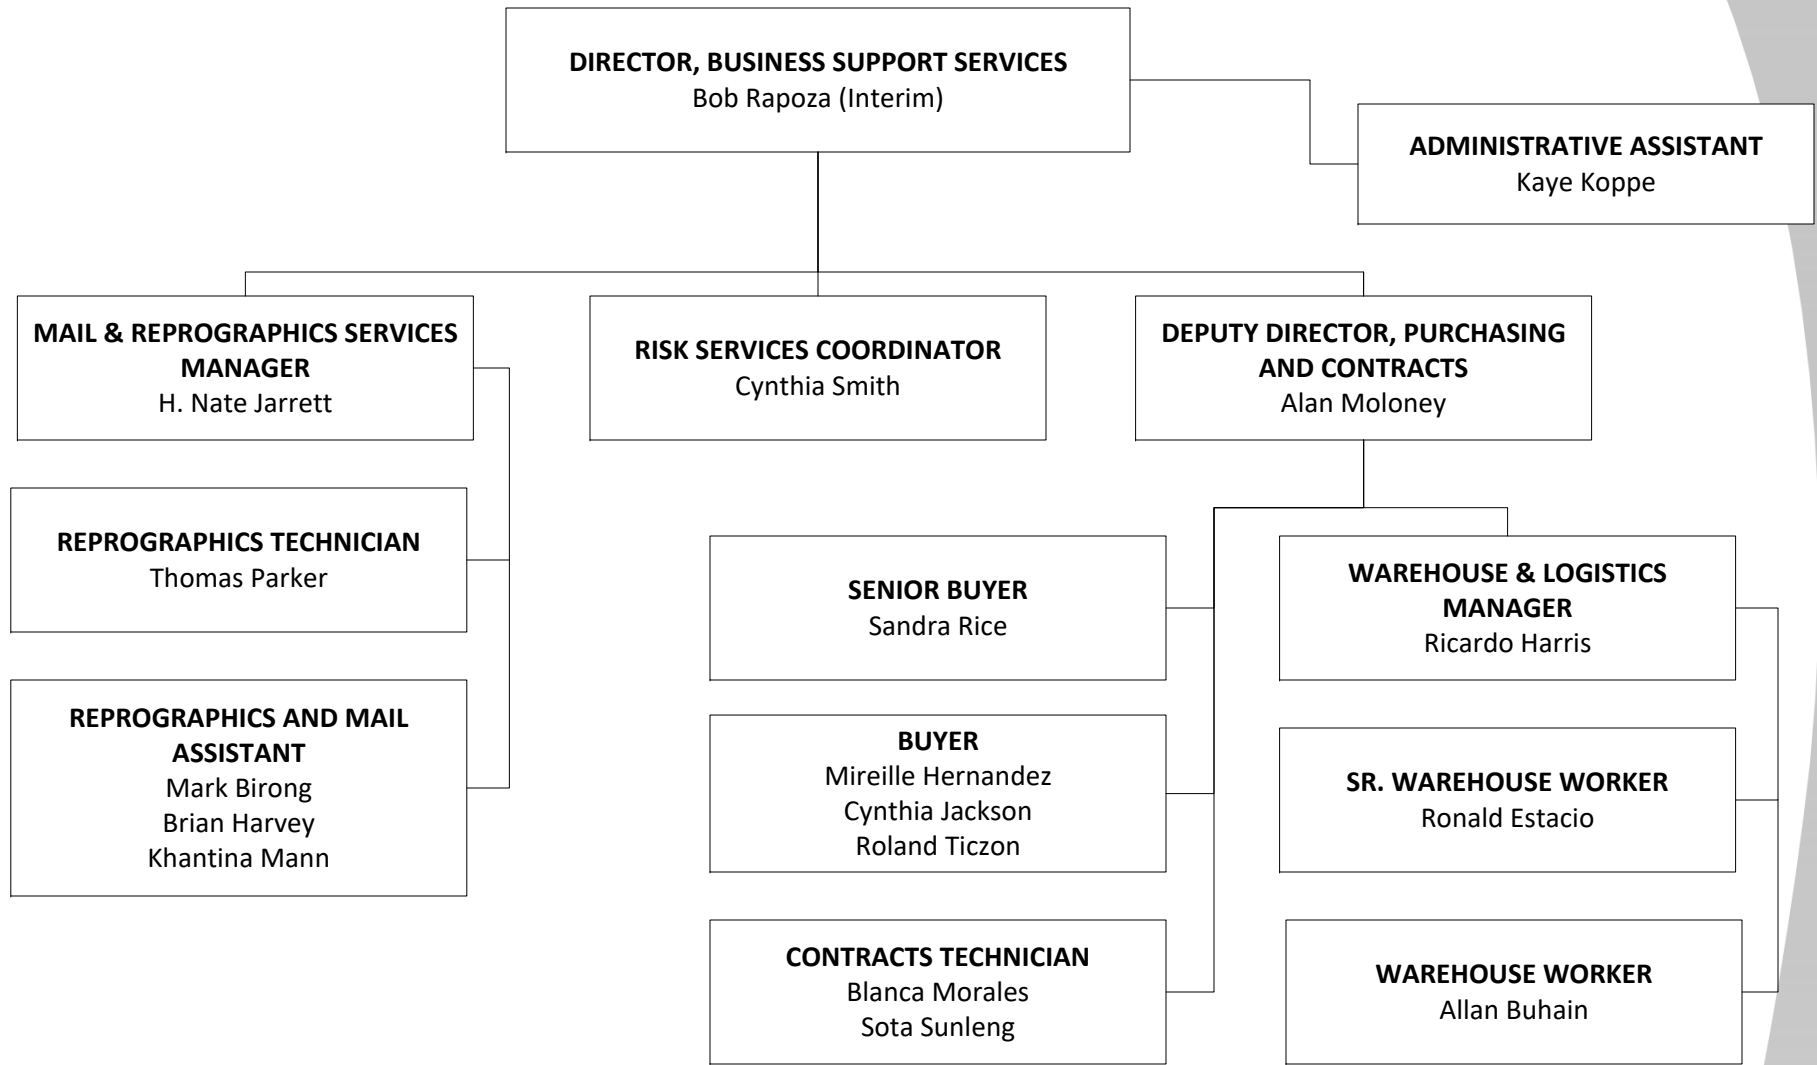 DIRECTOR, BUSINESS SUPPORT SERVICES
Bob Rapoza (Interim)
ADMINISTRATIVE ASSISTANT
Kaye Koppe
MAIL & REPROGRAPHICS SERVICES
MANAGER
H. Nate Jarrett
RISK SERVICES COORDINATOR
Cynthia Smith
DEPUTY DIRECTOR, PURCHASING
AND CONTRACTS
Alan Moloney
REPROGRAPHICS TECHNICIAN
Thomas Parker
REPROGRAPHICS AND MAIL
ASSISTANT
Mark Birong
Brian Harvey
Khantina Mann
SENIOR BUYER
Sandra Rice
BUYER
Mireille Hernandez
Cynthia Jackson
Roland Ticzon
CONTRACTS TECHNICIAN
Blanca Morales
Sota Sunleng
WAREHOUSE & LOGISTICS
MANAGER
Ricardo Harris
SR. WAREHOUSE WORKER
Ronald Estacio
WAREHOUSE WORKER
Allan Buhain